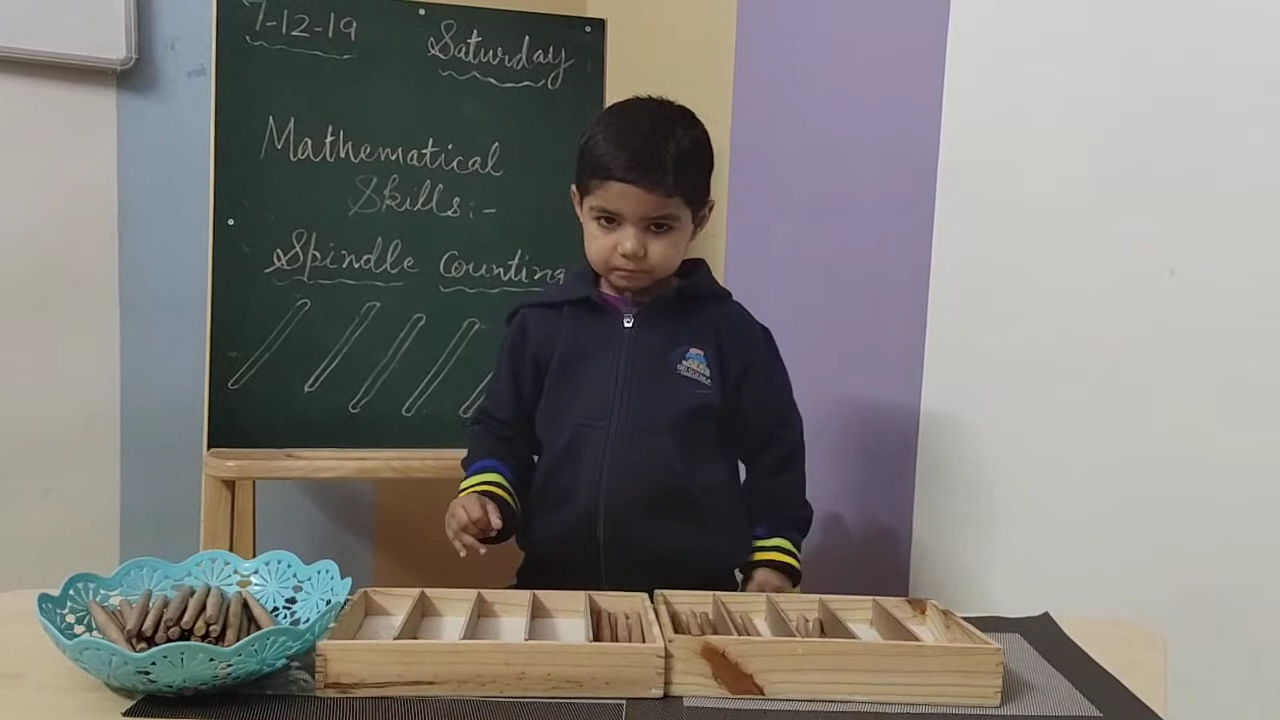 7-12-19
Saturday
Mathematical
Skills:-
Spindle Counting